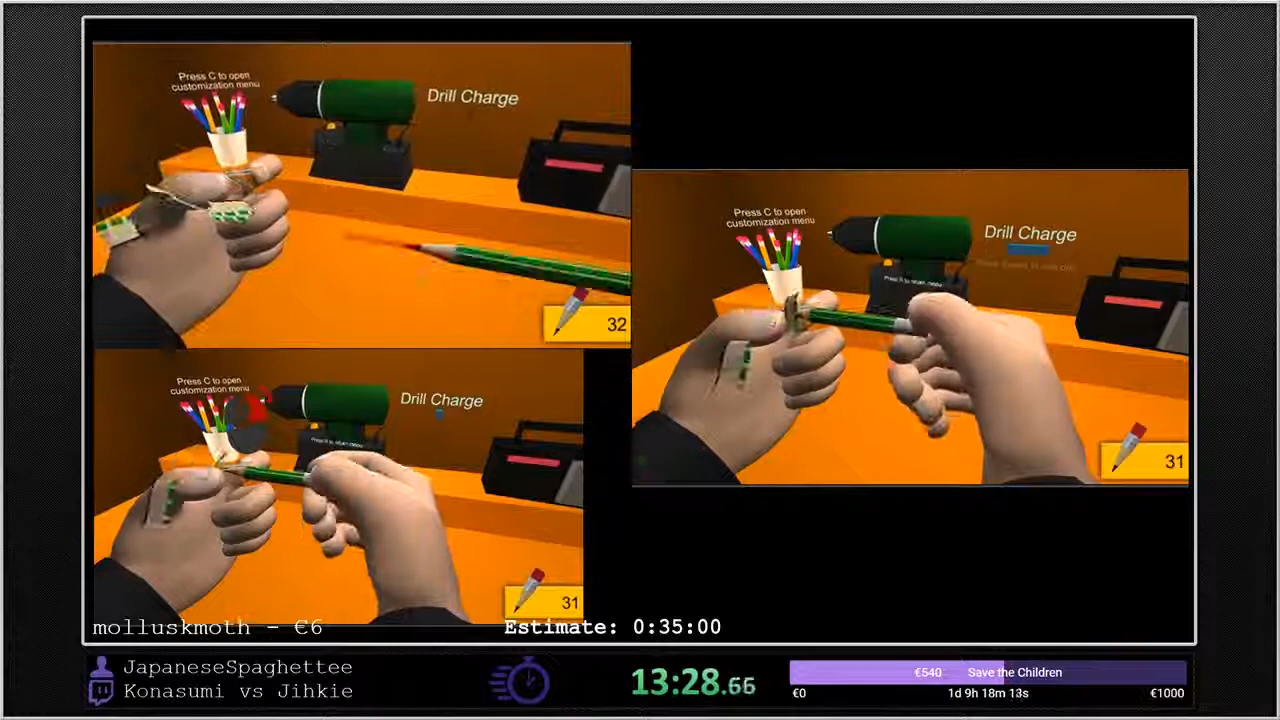 Press C to open
customization menu
Drill Charge
32
Press C to open
customization menu
Drill Charge
31
Press C to open
customization menu
Drill Charge
31
molluskmoth - €6
Estimate: 0:35:00
JapaneseSpaghettee
Konasumi vs Jihkie
13:28.66
€540 Save the Children
€0 1d 9h 18m 13s €1000